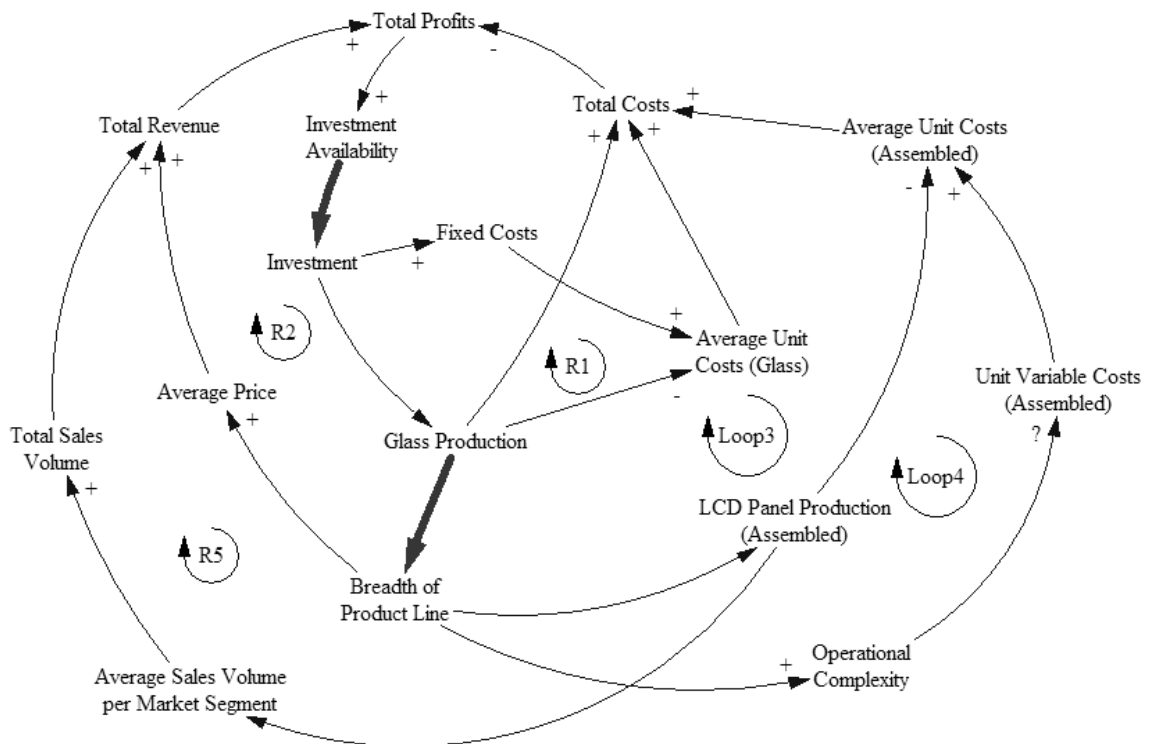 Total Profits
+
-
+
+
Total Revenue
Investment
Availability
Total Costs
Average Unit Costs
(Assembled)
+
+
+
+
-
+
Fixed Costs
Investment
+
+
R2
R1
Average Unit
Costs (Glass)
-
Average Price
+
Unit Variable Costs
(Assembled)
?
Total Sales
Volume
+
Glass Production
Loop3
Loop4
LCD Panel Production
(Assembled)
R5
Breadth of
Product Line
+
Operational
Complexity
Average Sales Volume
per Market Segment